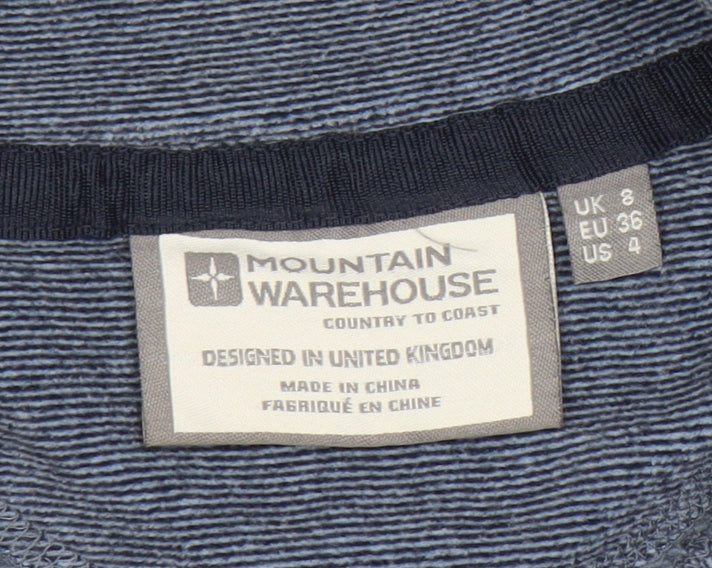 MOUNTAIN
WAREHOUSE
COUNTRY TO COAST
DESIGNED IN UNITED KINGDOM
MADE IN CHINA
FABRIQUÉ EN CHINE
UK 8
EU 36
US 4